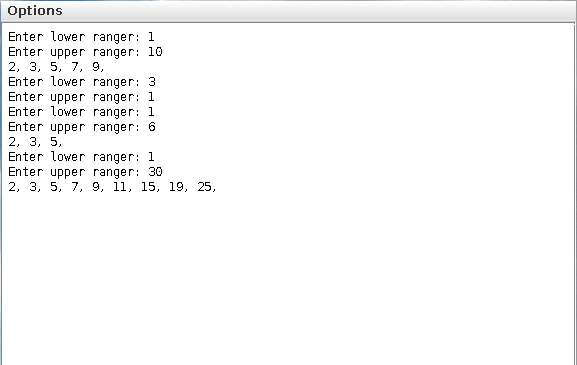 Options
Enter lower ranger: 1
Enter upper ranger: 10
2, 3, 5, 7, 9,
Enter lower ranger: 3
Enter upper ranger: 1
Enter lower ranger: 1
Enter upper ranger: 6
2, 3, 5,
Enter lower ranger: 1
Enter upper ranger: 30
2, 3, 5, 7, 9, 11, 15, 19, 25,